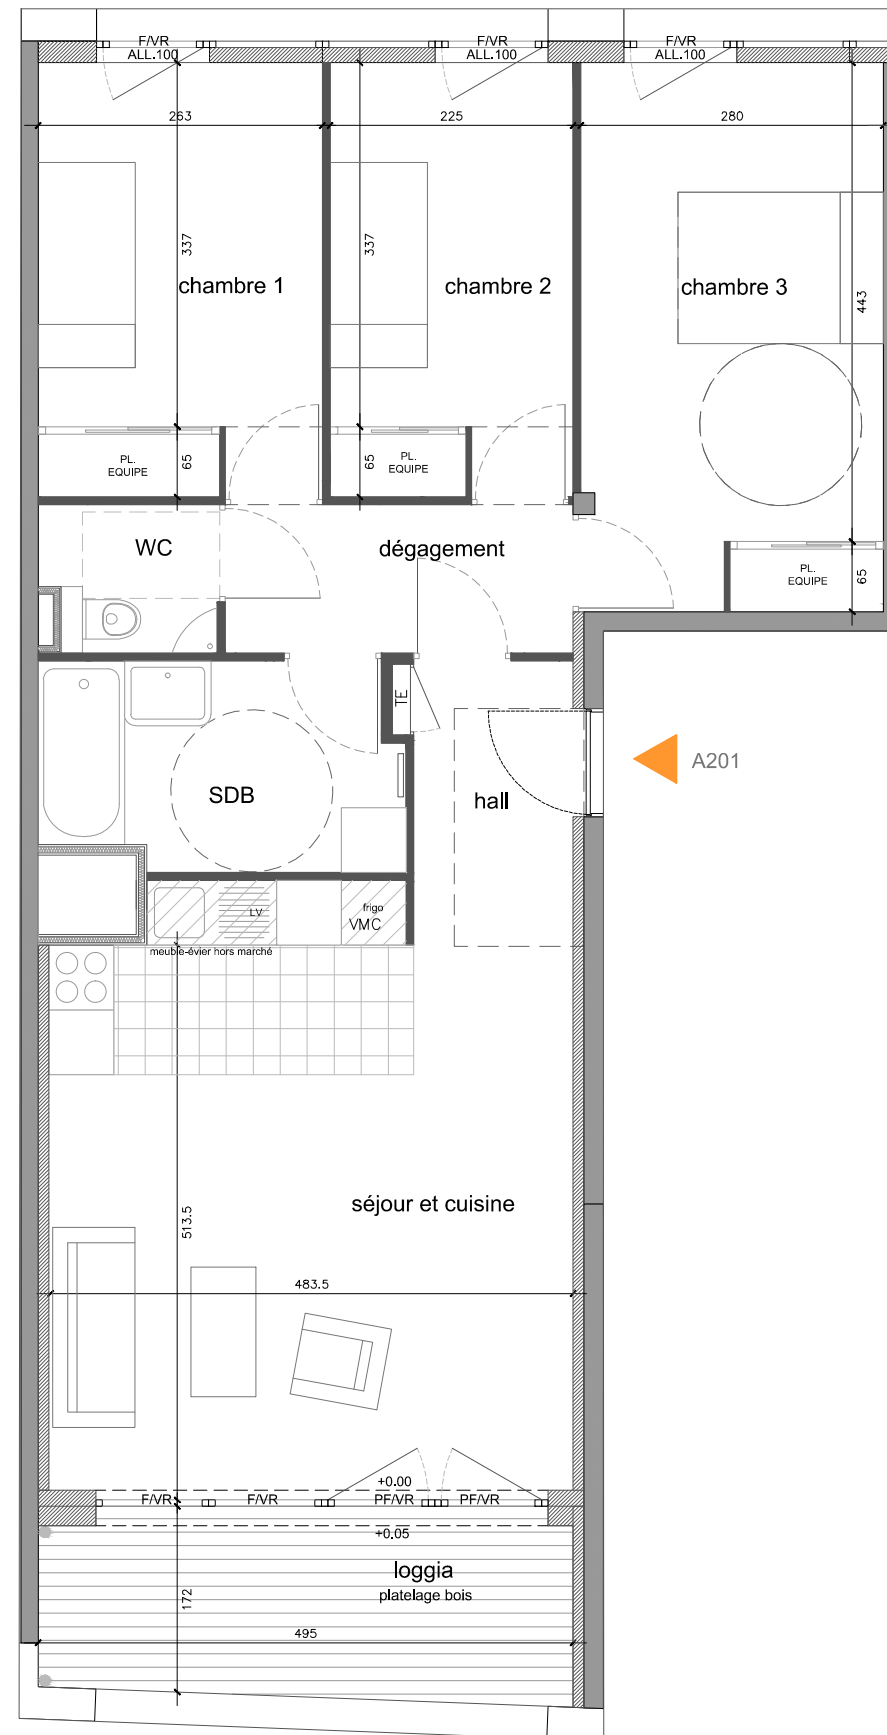 F/VR F/VR F/VR
ALL.100 ALL.100 ALL.100
263 225 280
337 337
chambre 1 chambre 2 chambre 3
443
PL.
EQUIPE
65
PL.
EQUIPE
65
WC
dégagement
PL.
EQUIPE
65
TE
A201
SDB
hall
frigo
LV
VMC
meuble-évier hors marché
séjour et cuisine
513.5
483.5
+0.00
F/VR F/VR PF/VR PF/VR
+0.05
loggia
platelage bois
172
495